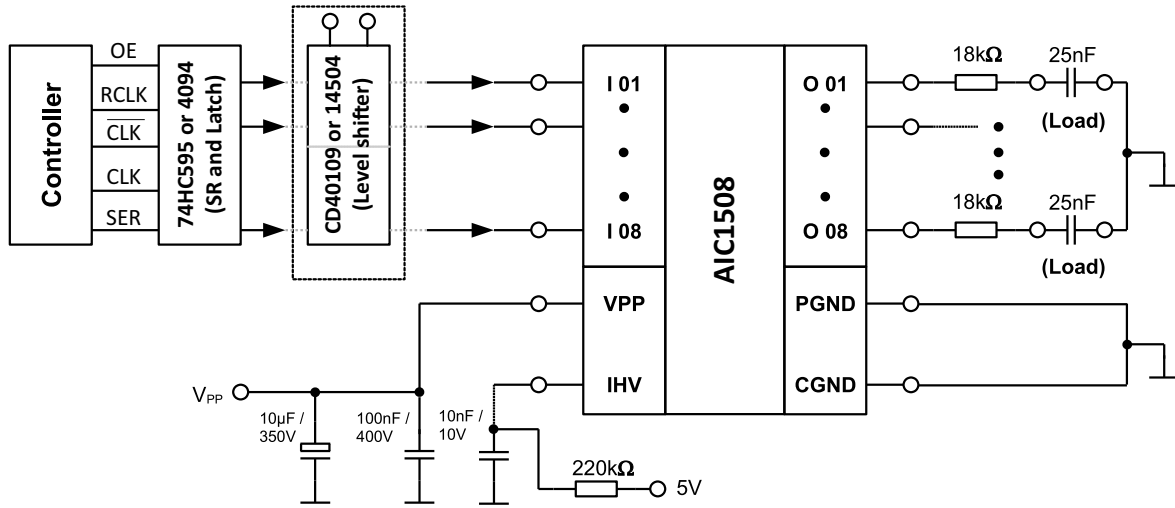 Controller
OE
RCLK
CLK
CLK
SER
74HC595 or 4094
(SR and Latch)
CD40109 or 14504
(Level shifter)
I 01
I 08
VPP
IHV
AIC1508
O 01
O 08
PGND
CGND
18kΩ
25nF
(Load)
18kΩ
25nF
(Load)
VPP
10µF /
350V
100nF /
400V
10nF /
10V
220kΩ
5V